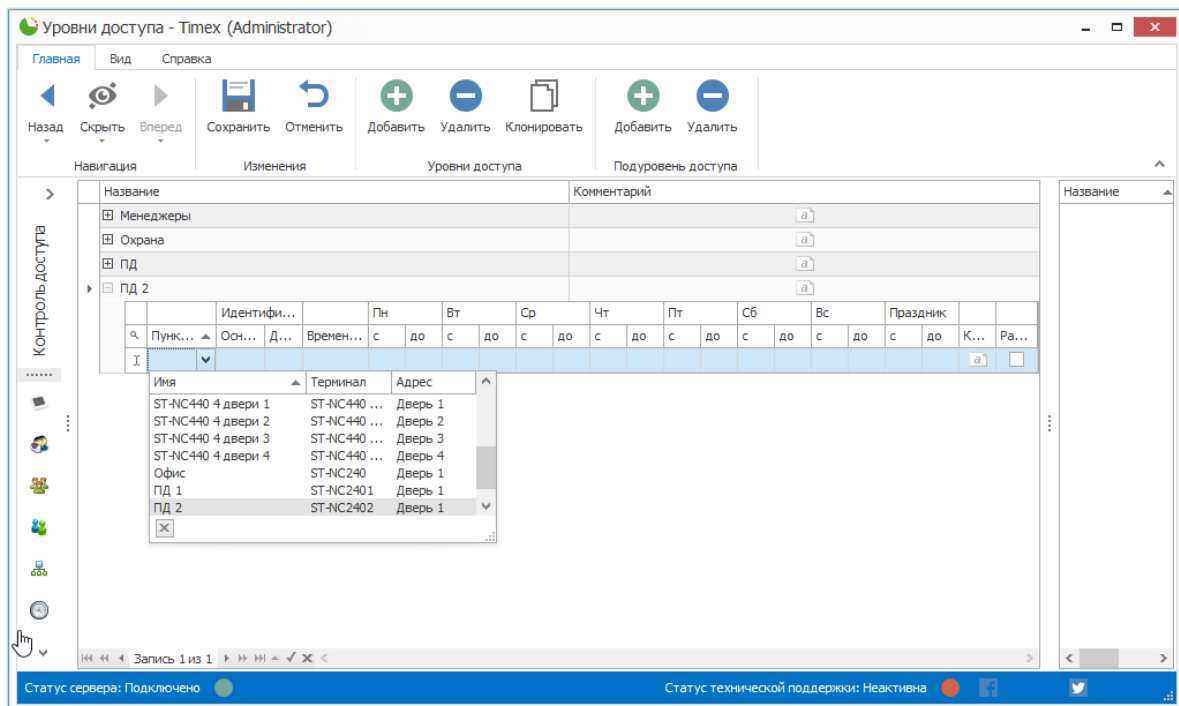 Уровни доступа - Timex (Administrator)
Главная Вид Справка
Назад Скрыть Вперед Сохранить Отменить Добавить Удалить Клонировать Добавить Удалить
Навигация Изменения Уровни доступа Подуровень доступа
Контроль доступа
Название Комментарий Название
Менеджеры
Охрана
ПД
ПД 2
Идентифи... Пн Вт Ср Чт Пт Сб Вс Праздник
Пунк... Осн... Д... Времен... с до с до с до с до с до с до с до с до К... Ра...
Имя Терминал Адрес
ST-NC440 4 двери 1 ST-NC440 ... Дверь 1
ST-NC440 4 двери 2 ST-NC440 ... Дверь 2
ST-NC440 4 двери 3 ST-NC440 ... Дверь 3
ST-NC440 4 двери 4 ST-NC440 ... Дверь 4
Офис ST-NC240 Дверь 1
ПД 1 ST-NC2401 Дверь 1
ПД 2 ST-NC2402 Дверь 1
Запись 1 из 1
Статус сервера: Подключено Статус технической поддержки: Неактивна